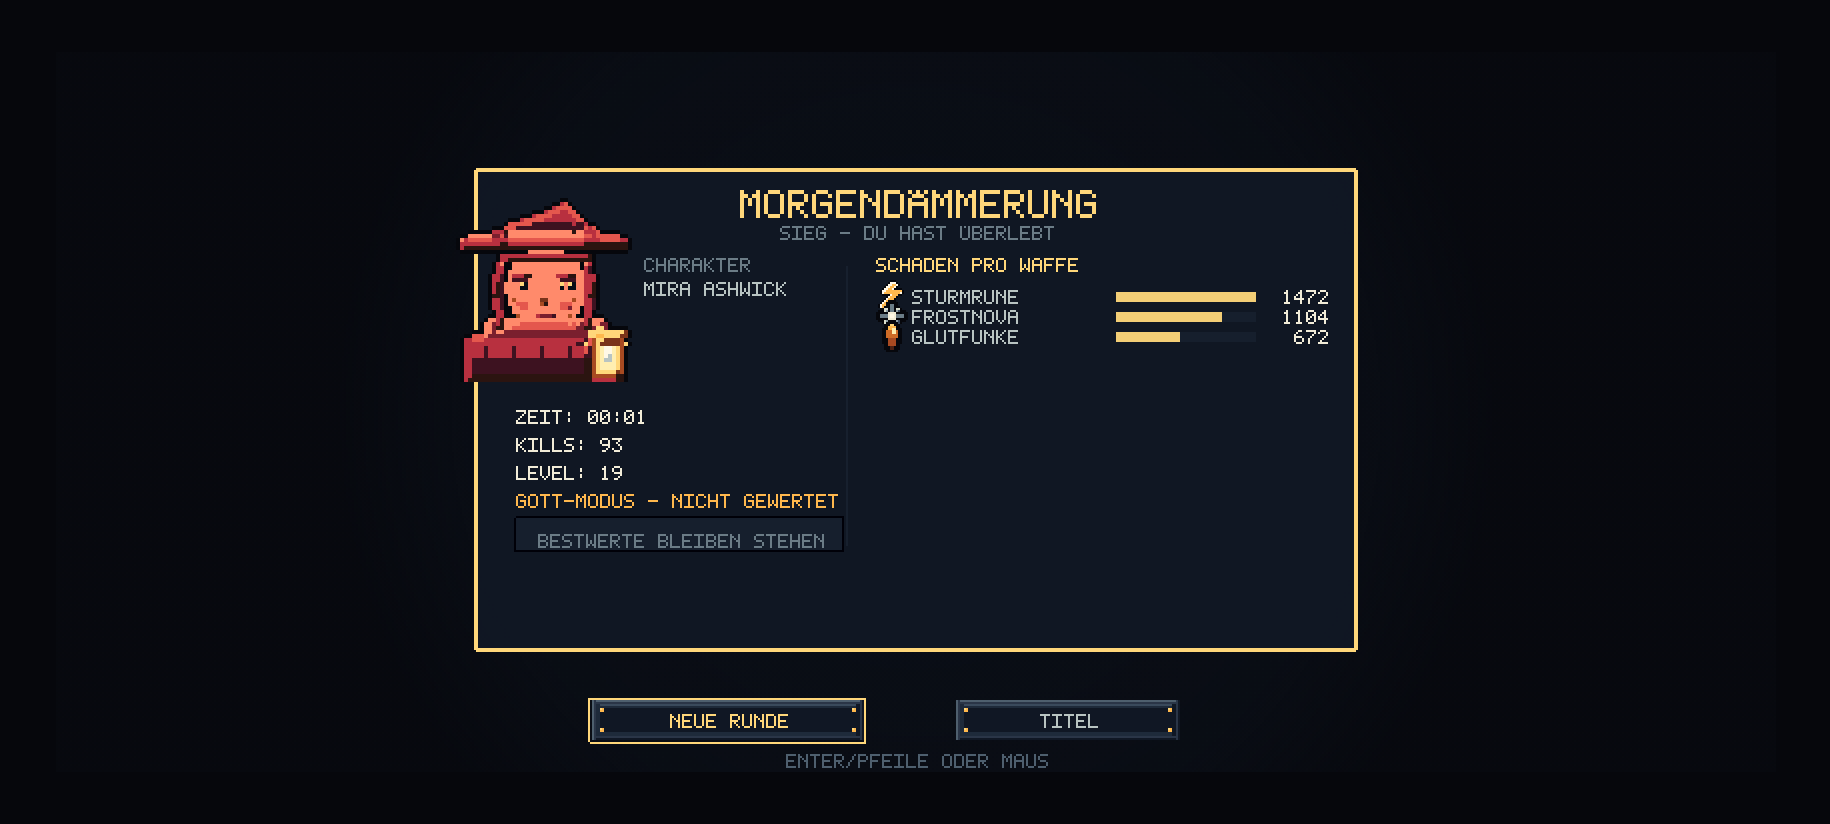 MORGENDÄMMERUNG
SIEG - DU HAST ÜBERLEBT
CHARAKTER
MIRA ASHWICK
ZEIT: 00:01
KILLS: 93
LEVEL: 19
GOTT-MODUS - NICHT GEWERTET
BESTWERTE BLEIBEN STEHEN
SCHADEN PRO WAFFE
STURMRUNE 1472
FROSTNOVA 1104
GLUTFUNKE 672
NEUE RUNDE
TITEL
ENTER/PFEILE ODER MAUS